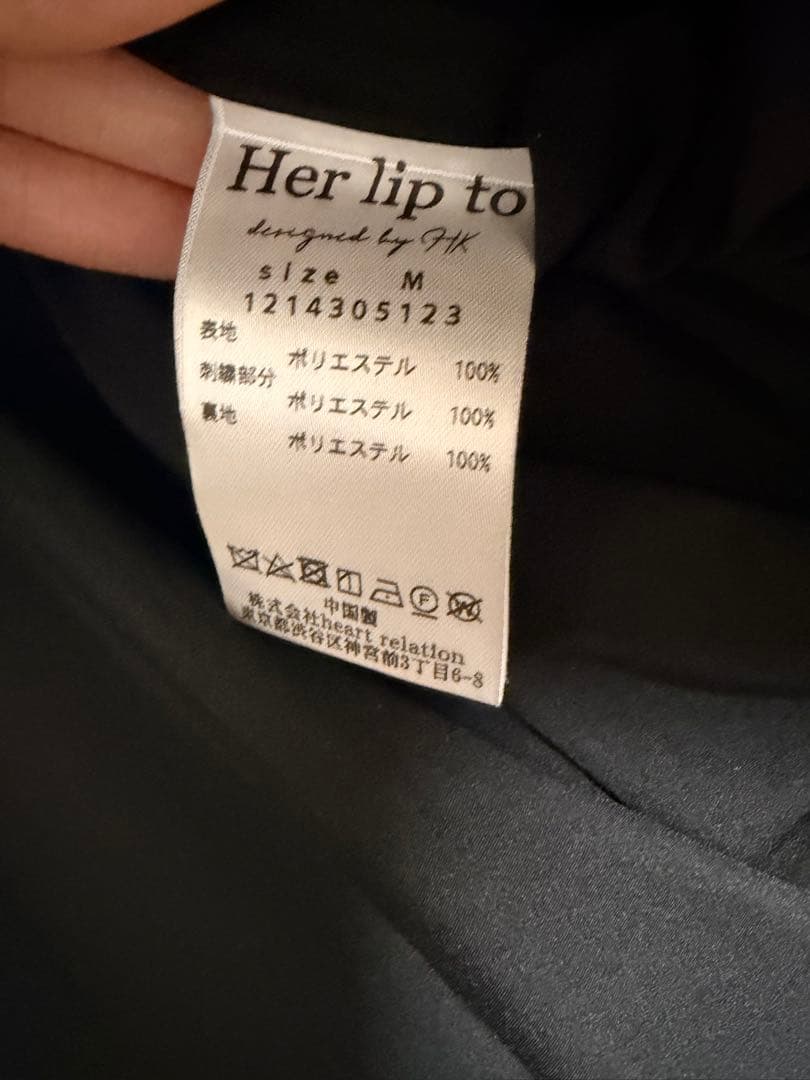 Her lip to
designed by HK
size M
1214305123
表地
ポリエステル 100%
刺繍部分
ポリエステル 100%
裏地
ポリエステル 100%
F W
中国製
株式会社heart relation
東京都渋谷区神宮前3丁目6-8